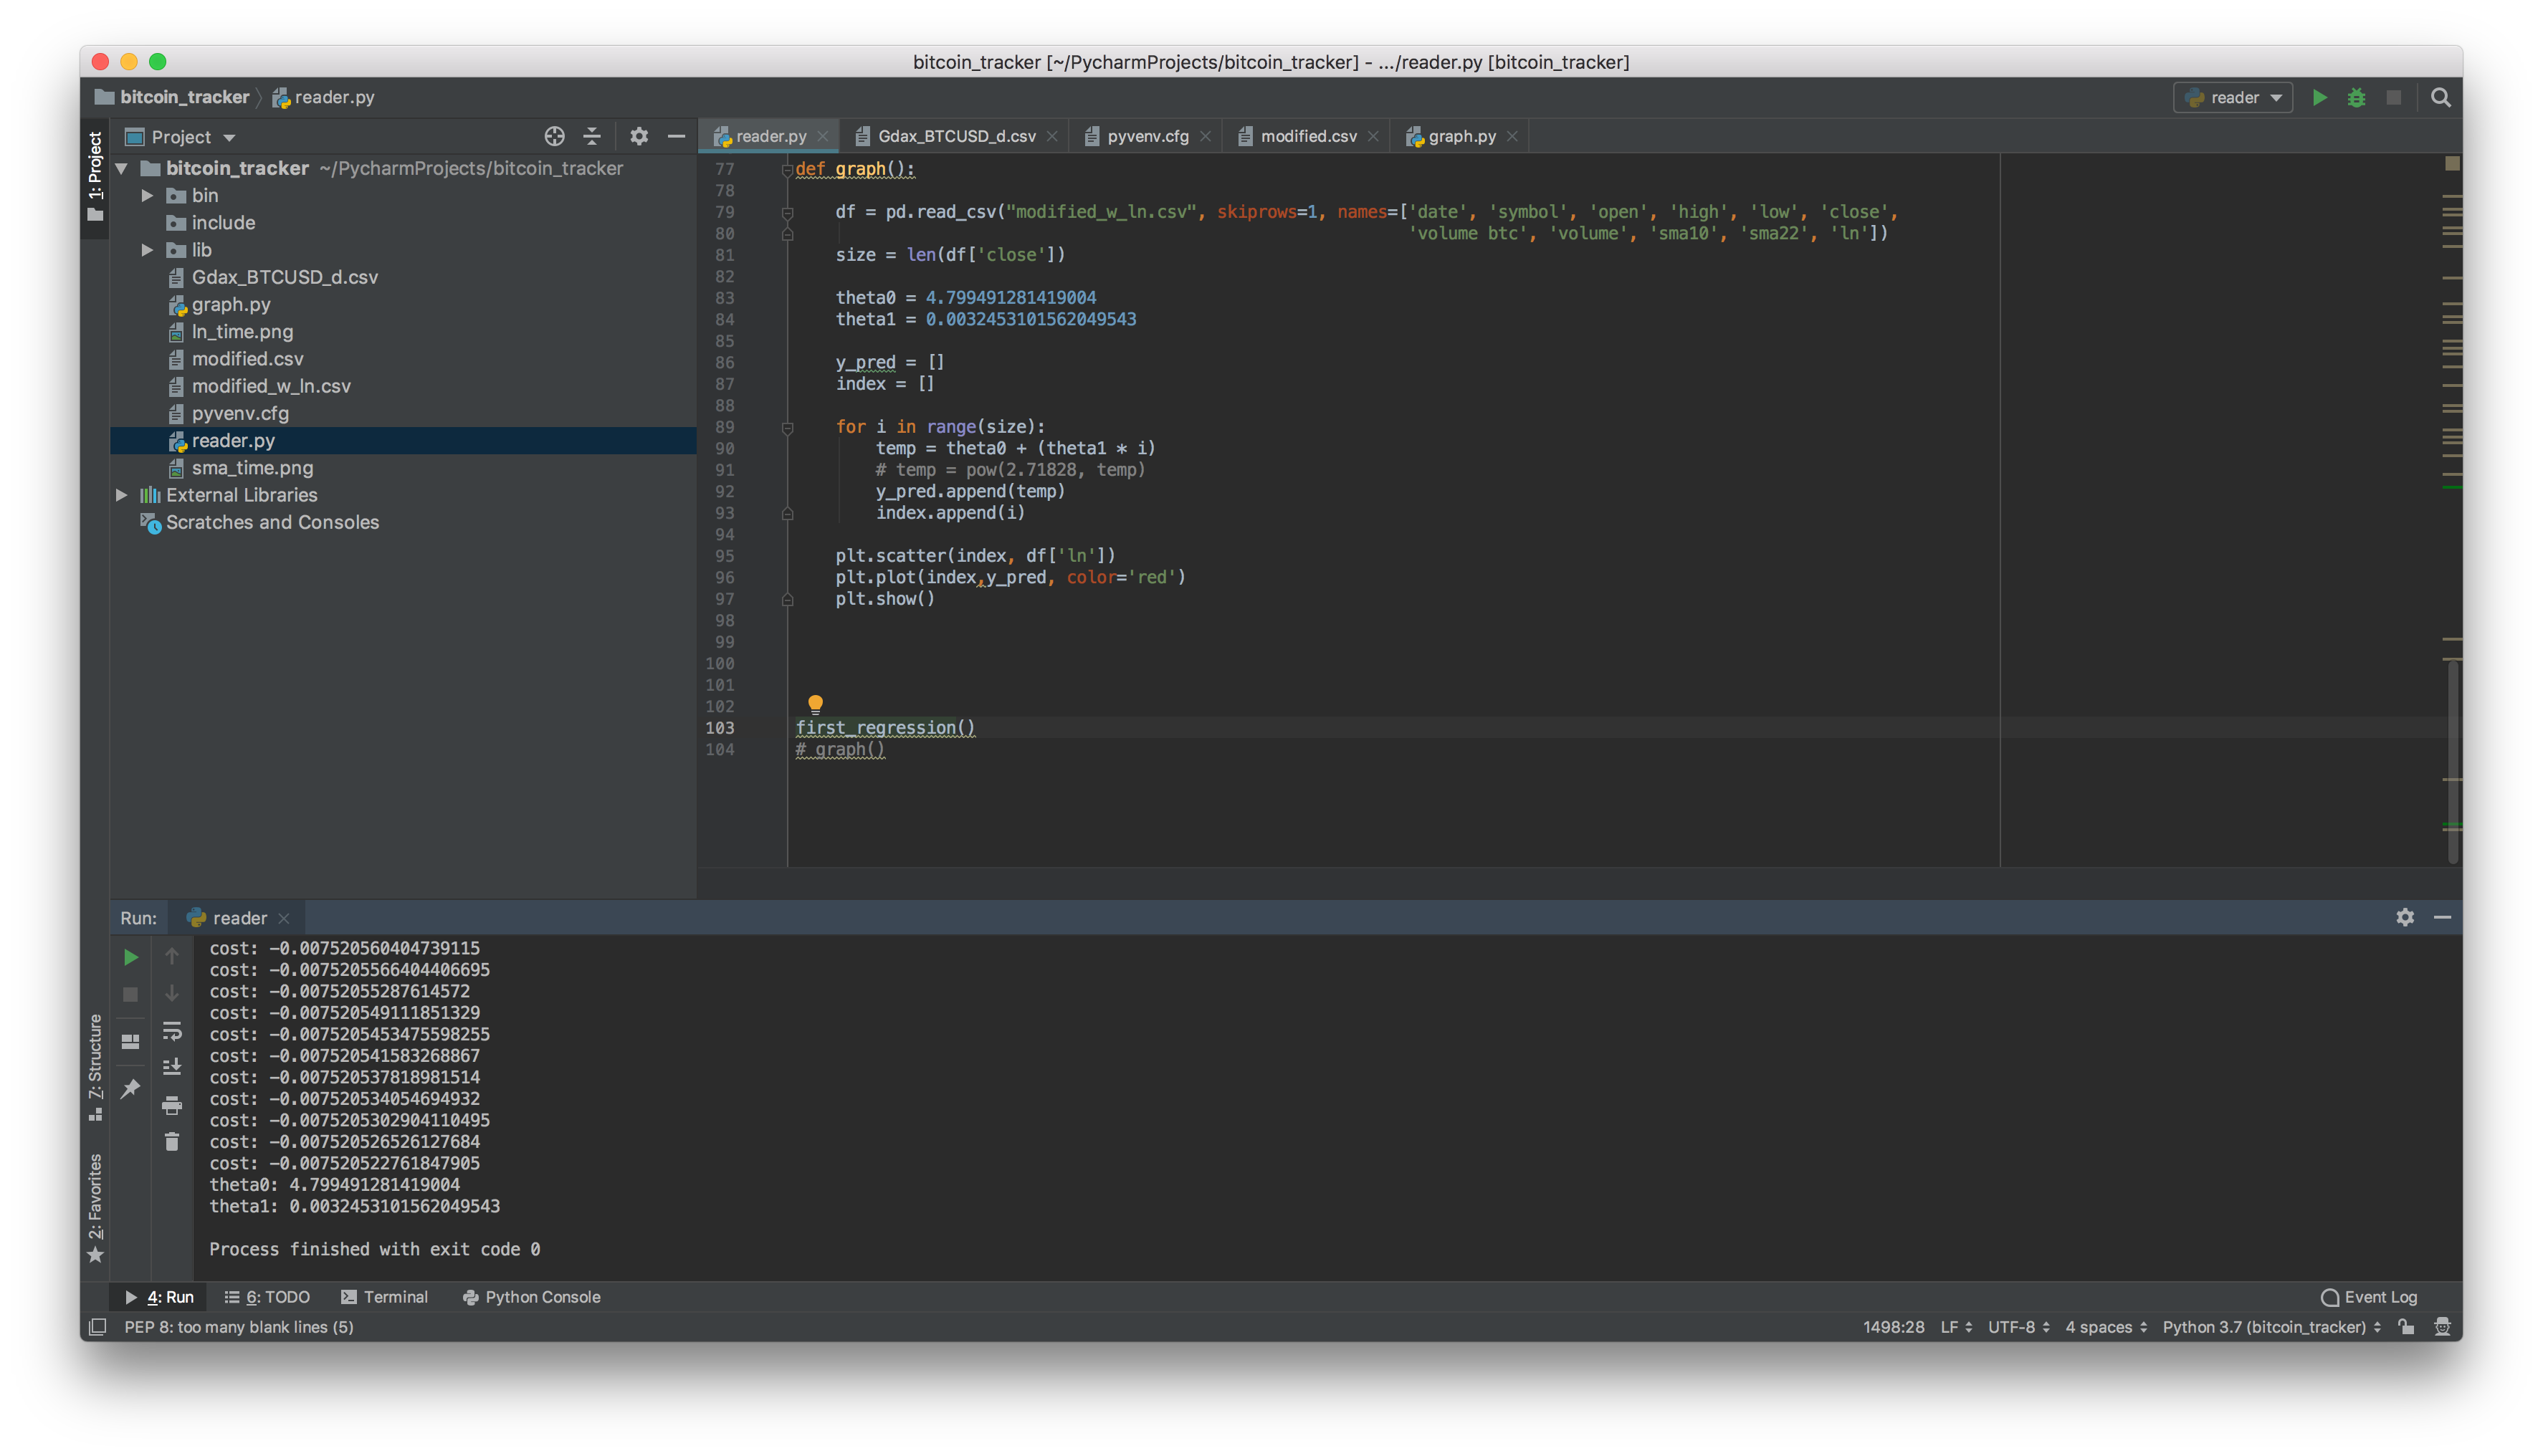 bitcoin_tracker [~/PycharmProjects/bitcoin_tracker] - .../reader.py [bitcoin_tracker]
bitcoin_tracker reader.py
reader
1: Project
Project
bitcoin_tracker ~/PycharmProjects/bitcoin_tracker
bin
include
lib
Gdax_BTCUSD_d.csv
graph.py
ln_time.png
modified.csv
modified_w_ln.csv
pyvenv.cfg
reader.py
sma_time.png
External Libraries
Scratches and Consoles
reader.py Gdax_BTCUSD_d.csv pyvenv.cfg modified.csv graph.py
77 def graph():
78
79 df = pd.read_csv("modified_w_ln.csv", skiprows=1, names=['date', 'symbol', 'open', 'high', 'low', 'close',
80 'volume btc', 'volume', 'sma10', 'sma22', 'ln'])
81 size = len(df['close'])
82
83 theta0 = 4.799491281419004
84 theta1 = 0.0032453101562049543
85
86 y_pred = []
87 index = []
88
89 for i in range(size):
90 temp = theta0 + (theta1 * i)
91 # temp = pow(2.71828, temp)
92 y_pred.append(temp)
93 index.append(i)
94
95 plt.scatter(index, df['ln'])
96 plt.plot(index,y_pred, color='red')
97 plt.show()
98
99
100
101
102
103 first_regression()
104 # graph()
Run: reader
cost: -0.007520560404739115
cost: -0.0075205566404406695
cost: -0.00752055287614572
cost: -0.007520549111851329
cost: -0.0075205453475598255
cost: -0.007520541583268867
cost: -0.007520537818981514
cost: -0.007520534054694932
cost: -0.0075205302904110495
cost: -0.007520526526127684
cost: -0.007520522761847905
theta0: 4.799491281419004
theta1: 0.0032453101562049543
Process finished with exit code 0
7: Structure
2: Favorites
4: Run 6: TODO Terminal Python Console Event Log
PEP 8: too many blank lines (5) 1498:28 LF UTF-8 4 spaces Python 3.7 (bitcoin_tracker)